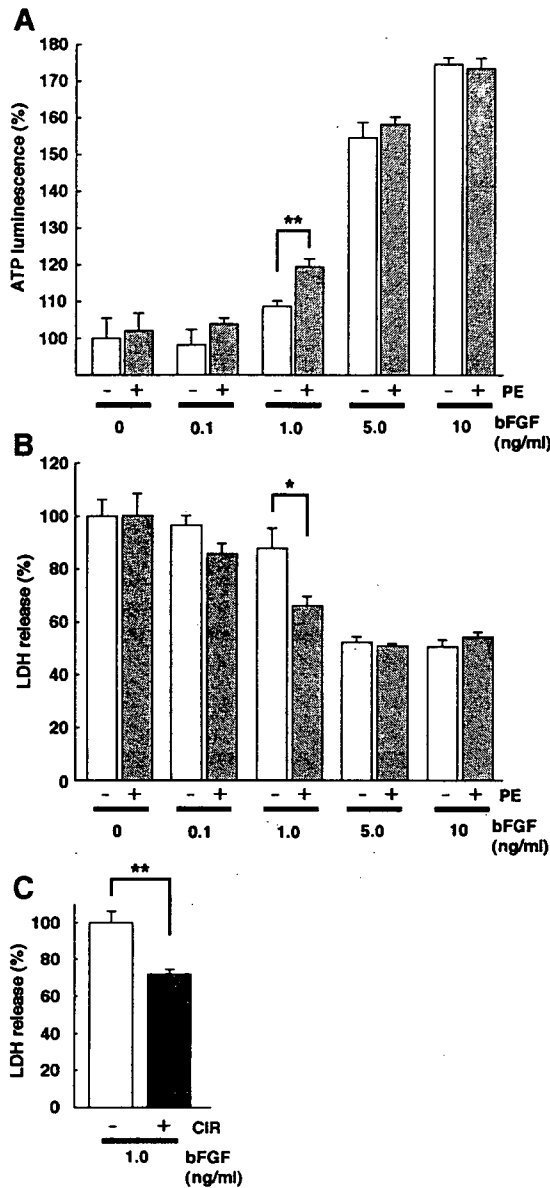 A
ATP luminescence (%)
180
170
160
150
140
130
120
110
100
**
- + - + - + - + - + PE
0 0.1 1.0 5.0 10 bFGF
(ng/ml)
B
LDH release (%)
120
100
80
60
40
20
0
*
- + - + - + - + - + PE
0 0.1 1.0 5.0 10 bFGF
(ng/ml)
C
LDH release (%)
100
80
60
40
20
0
**
- + CIR
1.0 bFGF
(ng/ml)